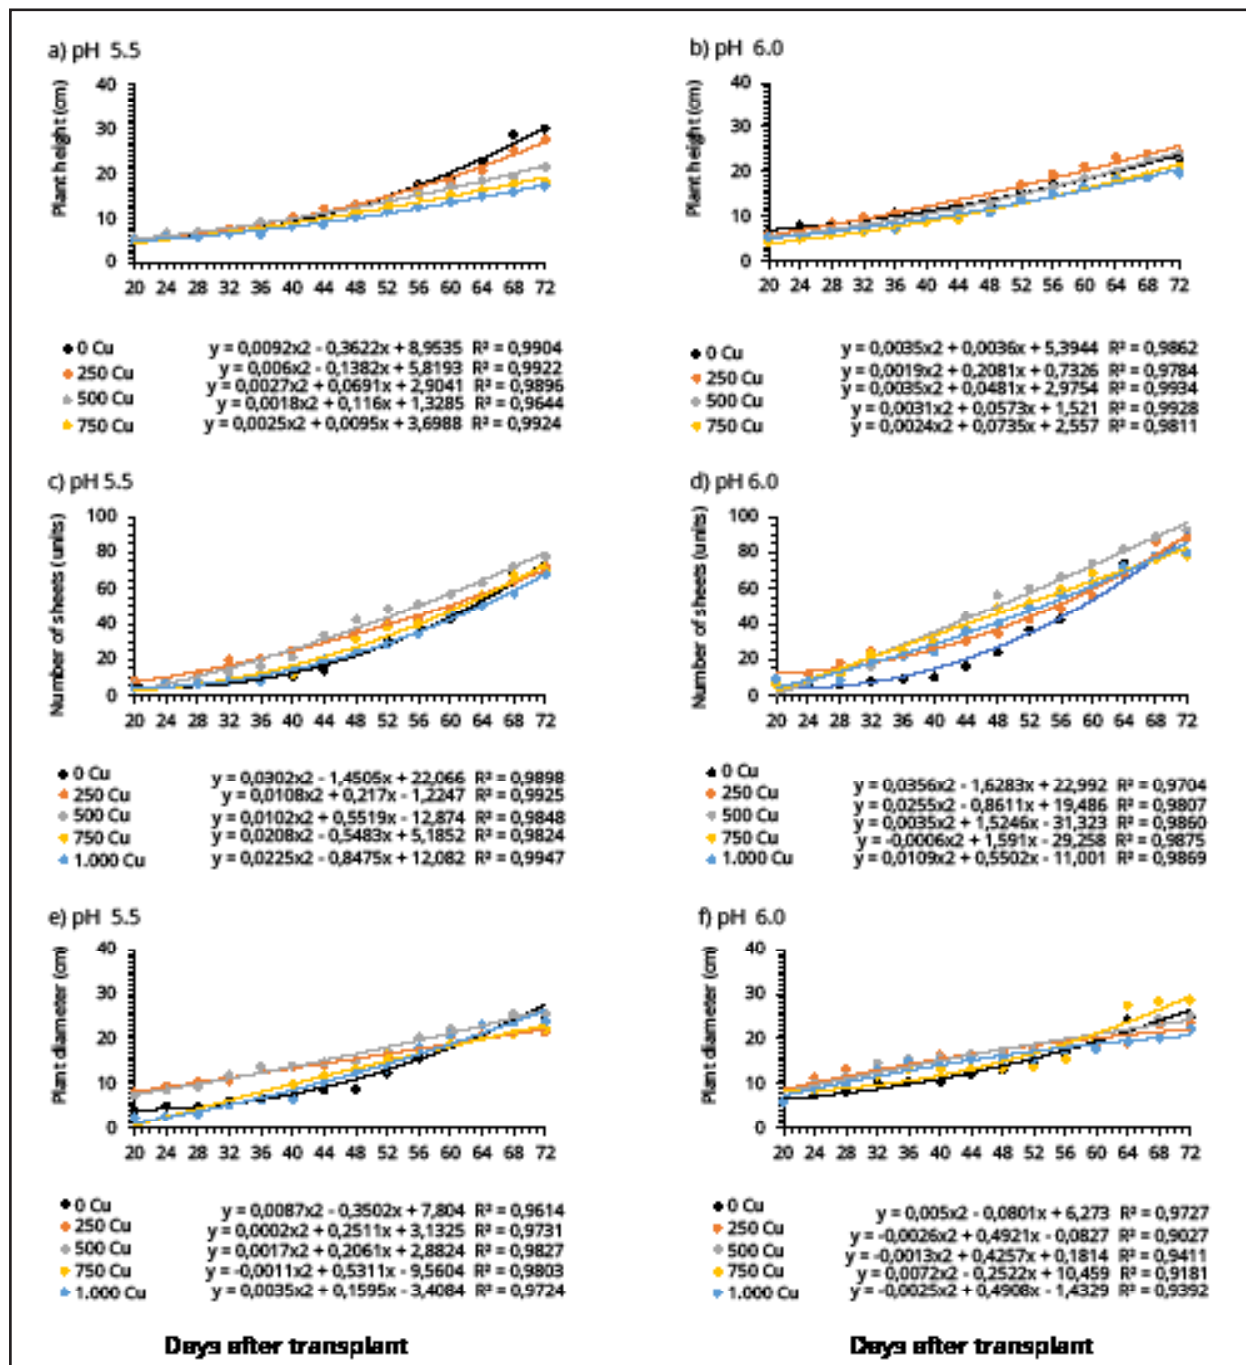 a) pH 5.5
Plant height (cm)
40
30
20
10
0
20 24 28 32 36 40 44 48 52 56 60 64 68 72
0 Cu y = 0,0092x2 - 0,3622x + 8,9535 R² = 0,9904
250 Cu y = 0,006x2 - 0,1382x + 5,8193 R² = 0,9922
500 Cu y = 0,0027x2 + 0,0691x + 2,9041 R² = 0,9896
750 Cu y = 0,0018x2 + 0,116x + 1,3285 R² = 0,9644
y = 0,0025x2 + 0,0095x + 3,6988 R² = 0,9924
b) pH 6.0
Plant height (cm)
40
30
20
10
0
20 24 28 32 36 40 44 48 52 56 60 64 68 72
0 Cu y = 0,0035x2 + 0,0036x + 5,3944 R² = 0,9862
250 Cu y = 0,0019x2 + 0,2081x + 0,7326 R² = 0,9784
500 Cu y = 0,0035x2 + 0,0481x + 2,9754 R² = 0,9934
750 Cu y = 0,0031x2 + 0,0573x + 1,521 R² = 0,9928
y = 0,0024x2 + 0,0735x + 2,557 R² = 0,9811
c) pH 5.5
Number of sheets (units)
100
80
60
40
20
0
20 24 28 32 36 40 44 48 52 56 60 64 68 72
0 Cu y = 0,0302x2 - 1,4505x + 22,066 R² = 0,9898
250 Cu y = 0,0108x2 + 0,217x - 1,2247 R² = 0,9925
500 Cu y = 0,0102x2 + 0,5519x - 12,874 R² = 0,9848
750 Cu y = 0,0208x2 - 0,5483x + 5,1852 R² = 0,9824
1.000 Cu y = 0,0225x2 - 0,8475x + 12,082 R² = 0,9947
d) pH 6.0
Number of sheets (units)
100
80
60
40
20
0
20 24 28 32 36 40 44 48 52 56 60 64 68 72
0 Cu y = 0,0356x2 - 1,6283x + 22,992 R² = 0,9704
250 Cu y = 0,0255x2 - 0,8611x + 19,486 R² = 0,9807
500 Cu y = 0,0035x2 + 1,5246x - 31,323 R² = 0,9860
750 Cu y = -0,0006x2 + 1,591x - 29,258 R² = 0,9875
1.000 Cu y = 0,0109x2 + 0,5502x - 11,001 R² = 0,9869
e) pH 5.5
Plant diameter (cm)
40
30
20
10
0
20 24 28 32 36 40 44 48 52 56 60 64 68 72
0 Cu y = 0,0087x2 - 0,3502x + 7,804 R² = 0,9614
250 Cu y = 0,0002x2 + 0,2511x + 3,1325 R² = 0,9731
500 Cu y = 0,0017x2 + 0,2061x + 2,8824 R² = 0,9827
750 Cu y = -0,0011x2 + 0,5311x - 9,5604 R² = 0,9803
1.000 Cu y = 0,0035x2 + 0,1595x - 3,4084 R² = 0,9724
Days after transplant
f) pH 6.0
Plant diameter (cm)
40
30
20
10
0
20 24 28 32 36 40 44 48 52 56 60 64 68 72
0 Cu y = 0,005x2 - 0,0801x + 6,273 R² = 0,9727
250 Cu y = -0,0026x2 + 0,4921x - 0,0827 R² = 0,9027
500 Cu y = -0,0013x2 + 0,4257x + 0,1814 R² = 0,9411
750 Cu y = 0,0072x2 - 0,2522x + 10,459 R² = 0,9181
1.000 Cu y = -0,0025x2 + 0,4908x - 1,4329 R² = 0,9392
Days after transplant